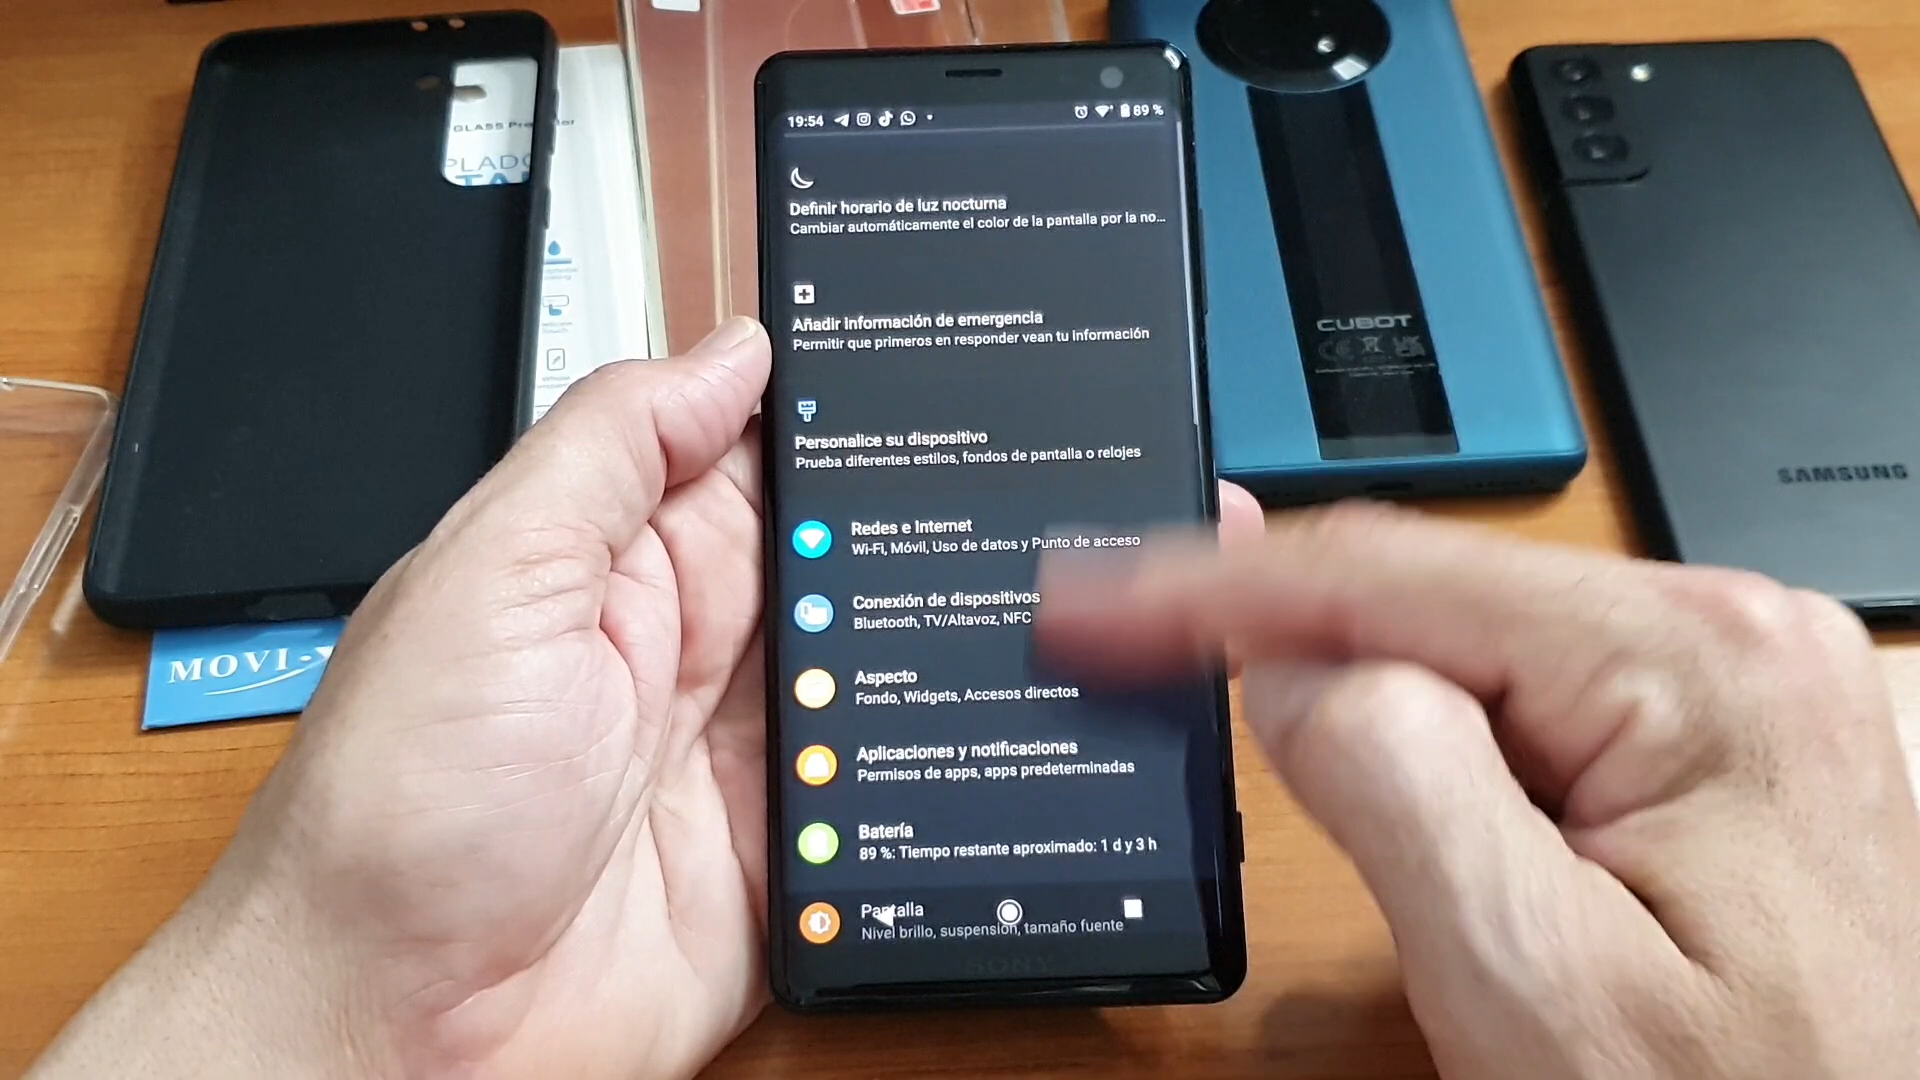 19:54
89 %
Definir horario de luz nocturna
Cambiar automáticamente el color de la pantalla por la no...
Añadir información de emergencia
Permitir que primeros en responder vean tu información
Personalice su dispositivo
Prueba diferentes estilos, fondos de pantalla o relojes
Redes e Internet
Wi-Fi, Móvil, Uso de datos y Punto de acceso
Conexión de dispositivos
Bluetooth, TV/Altavoz, NFC
Aspecto
Fondo, Widgets, Accesos directos
Aplicaciones y notificaciones
Permisos de apps, apps predeterminadas
Batería
89 %: Tiempo restante aproximado: 1 d y 3 h
Pantalla
Nivel brillo, suspensión, tamaño fuente
SONY
GLASS
MOVI
CUBOT
CE
SAMSUNG